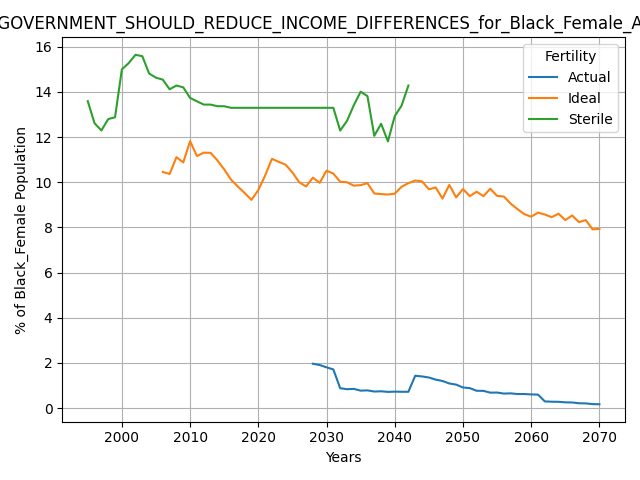 GOVERNMENT_SHOULD_REDUCE_INCOME_DIFFERENCES_for_Black_Female_A
16
14
12
10
8
6
4
2
0
% of Black_Female Population
Fertility
Actual
Ideal
Sterile
2000 2010 2020 2030 2040 2050 2060 2070
Years